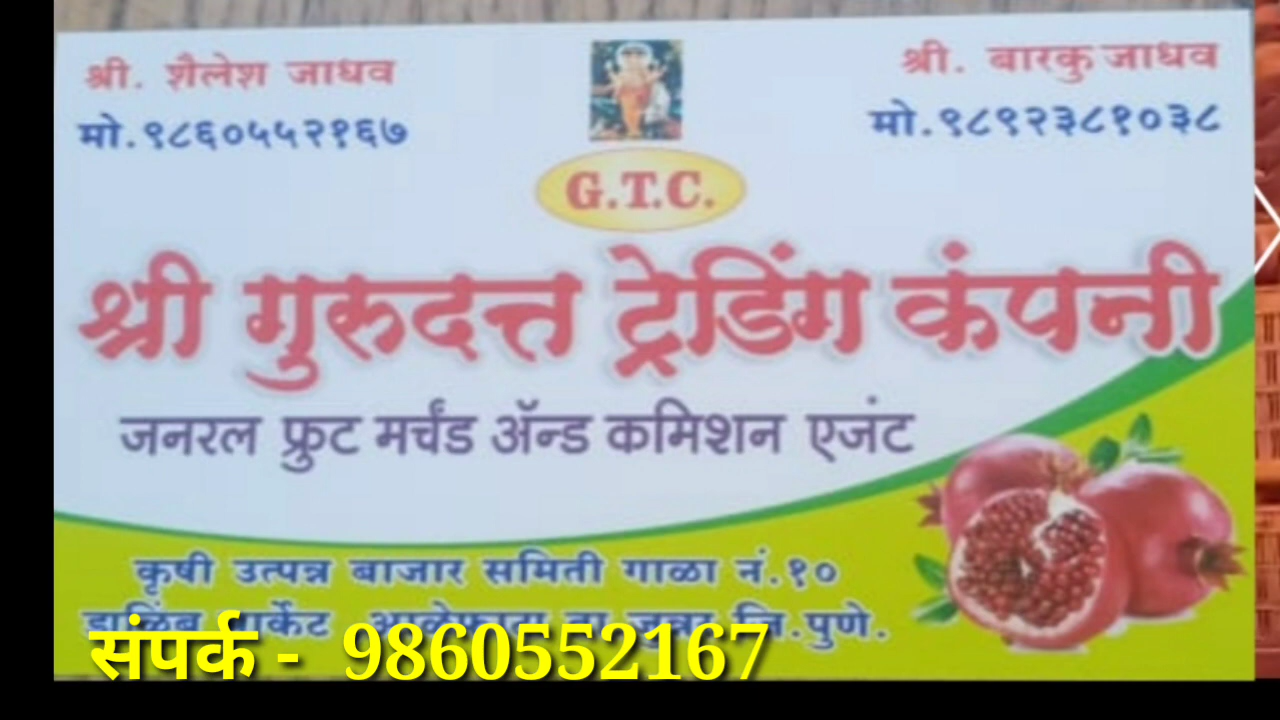 श्री. शैलेश जाधव
मो.९८६०५५२१६७
श्री. बारकु जाधव
मो.९८९२३८१०३८
G.T.C.
श्री गुरुदत्त ट्रेडिंग कंपनी
जनरल फ्रुट मर्चंड ॲन्ड कमिशन एजंट
कृषी उत्पन्न बाजार समिती गाळा नं.१०
डाळिंब मार्केट जि.पुणे.
संपर्क - 9860552167